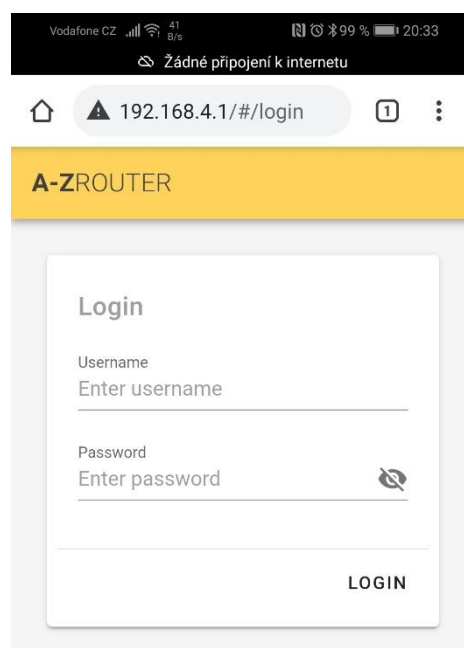 Vodafone CZ 41 B/s 99 % 20:33
Žádné připojení k internetu
192.168.4.1/#/login 1
A-ZROUTER
Login
Username
Enter username
Password
Enter password
LOGIN